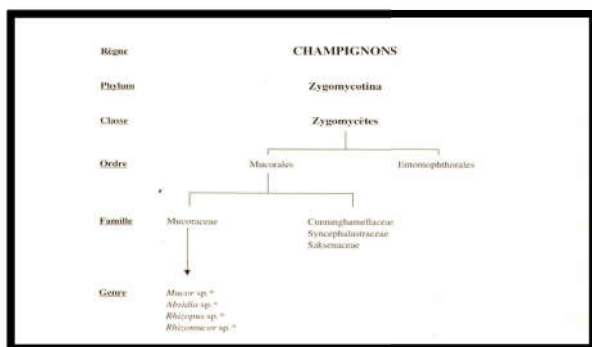 Règne CHAMPIGNONS
Phylum Zygomycotina
Classe Zygomycètes
Ordre Mucorales Entomophthorales
Famille Mucoraceae Cunninghamellaceae
Syncephalastraceae
Saksenaceae
Genre Mucor sp.*
Absidia sp.*
Rhizopus sp.*
Rhizomucor sp.*